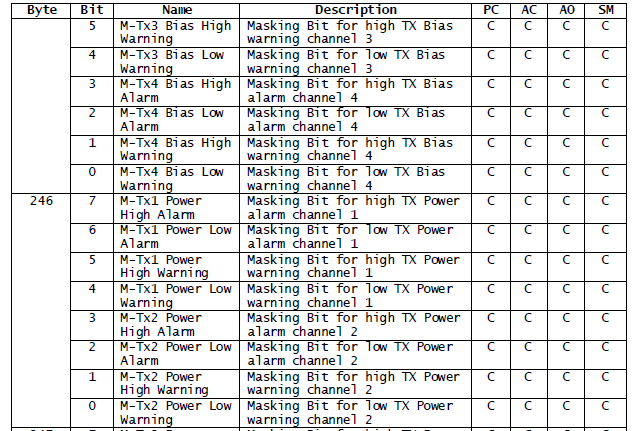 Byte Bit Name Description PC AC AO SM
5 M-Tx3 Bias High Masking Bit for high TX Bias C C C C
Warning warning channel 3
4 M-Tx3 Bias Low Masking Bit for low TX Bias C C C C
Warning warning channel 3
3 M-Tx4 Bias High Masking Bit for high TX Bias C C C C
Alarm alarm channel 4
2 M-Tx4 Bias Low Masking Bit for low TX Bias C C C C
Alarm alarm channel 4
1 M-Tx4 Bias High Masking Bit for high TX Bias C C C C
Warning warning channel 4
0 M-Tx4 Bias Low Masking Bit for low TX Bias C C C C
Warning warning channel 4
246 7 M-Tx1 Power Masking Bit for high TX Power C C C C
High Alarm alarm channel 1
6 M-Tx1 Power Low Masking Bit for low TX Power C C C C
Alarm alarm channel 1
5 M-Tx1 Power Masking Bit for high TX Power C C C C
High Warning warning channel 1
4 M-Tx1 Power Low Masking Bit for low TX Power C C C C
Warning warning channel 1
3 M-Tx2 Power Masking Bit for high TX Power C C C C
High Alarm alarm channel 2
2 M-Tx2 Power Low Masking Bit for low TX Power C C C C
Alarm alarm channel 2
1 M-Tx2 Power Masking Bit for high TX Power C C C C
High Warning warning channel 2
0 M-Tx2 Power Low Masking Bit for low TX Power C C C C
Warning warning channel 2